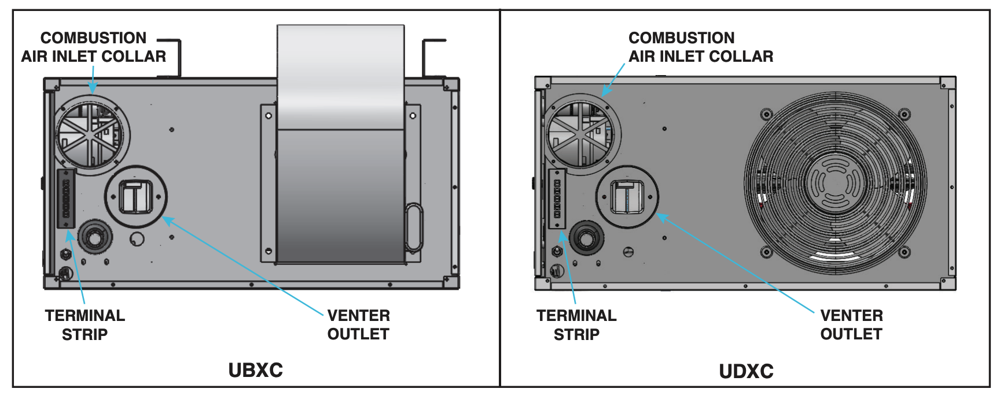 COMBUSTION
AIR INLET COLLAR
TERMINAL
STRIP
VENTER
OUTLET
UBXC
COMBUSTION
AIR INLET COLLAR
TERMINAL
STRIP
VENTER
OUTLET
UDXC